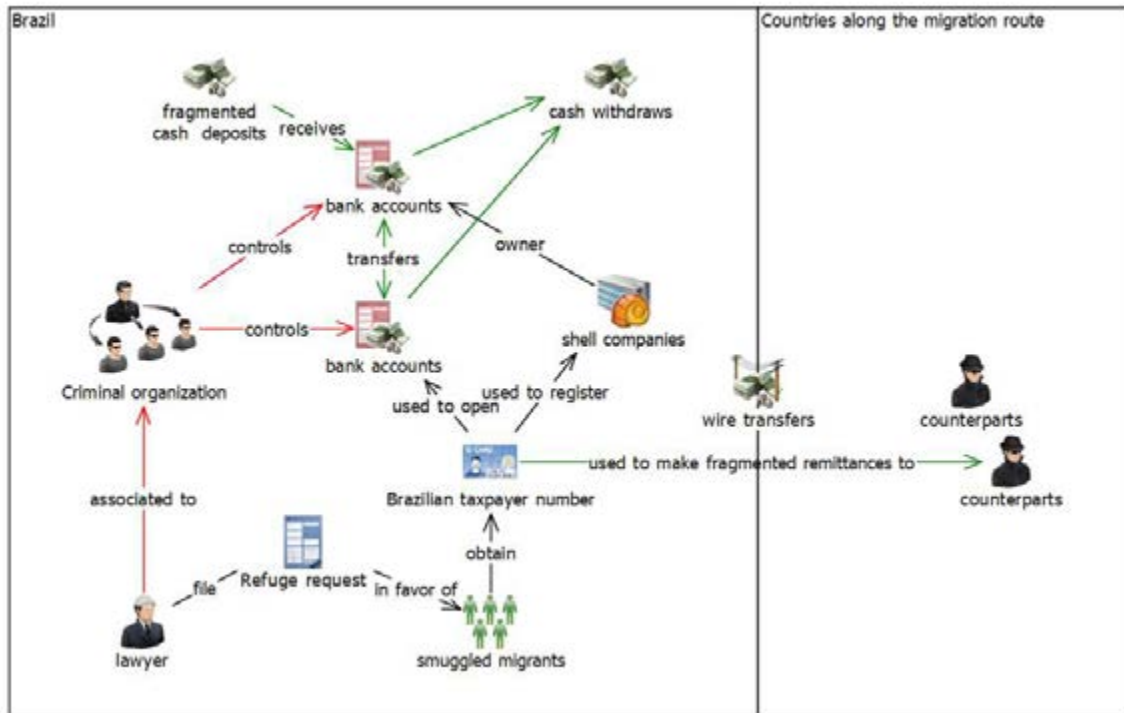 Brazil
Countries along the migration route
fragmented
cash deposits
receives
cash withdraws
bank accounts
controls
transfers
owner
controls
bank accounts
shell companies
Criminal organization
used to open
used to register
wire transfers
counterparts
used to make fragmented remittances to
counterparts
Brazilian taxpayer number
associated to
obtain
file
Refuge request
in favor of
lawyer
smuggled migrants